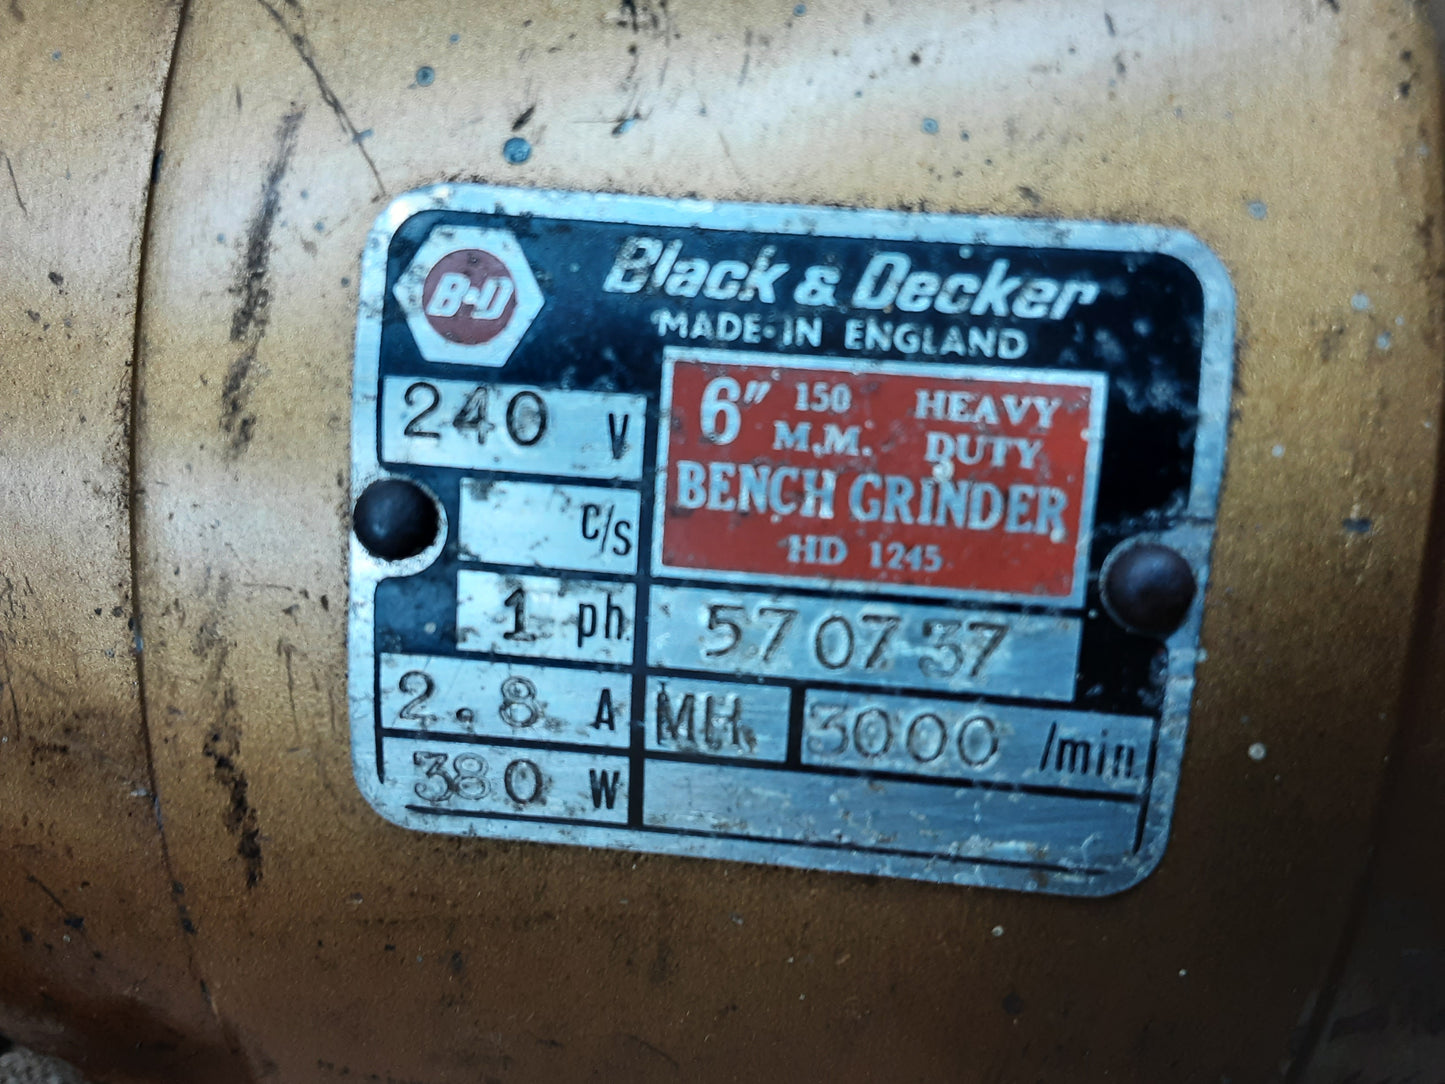 B·D
Black & Decker
MADE·IN ENGLAND
240 V
6" 150 M.M. HEAVY DUTY
BENCH GRINDER
HD 1245
C/S
1 ph.
570737
2.8 A
MH.
3000 /min.
380 W